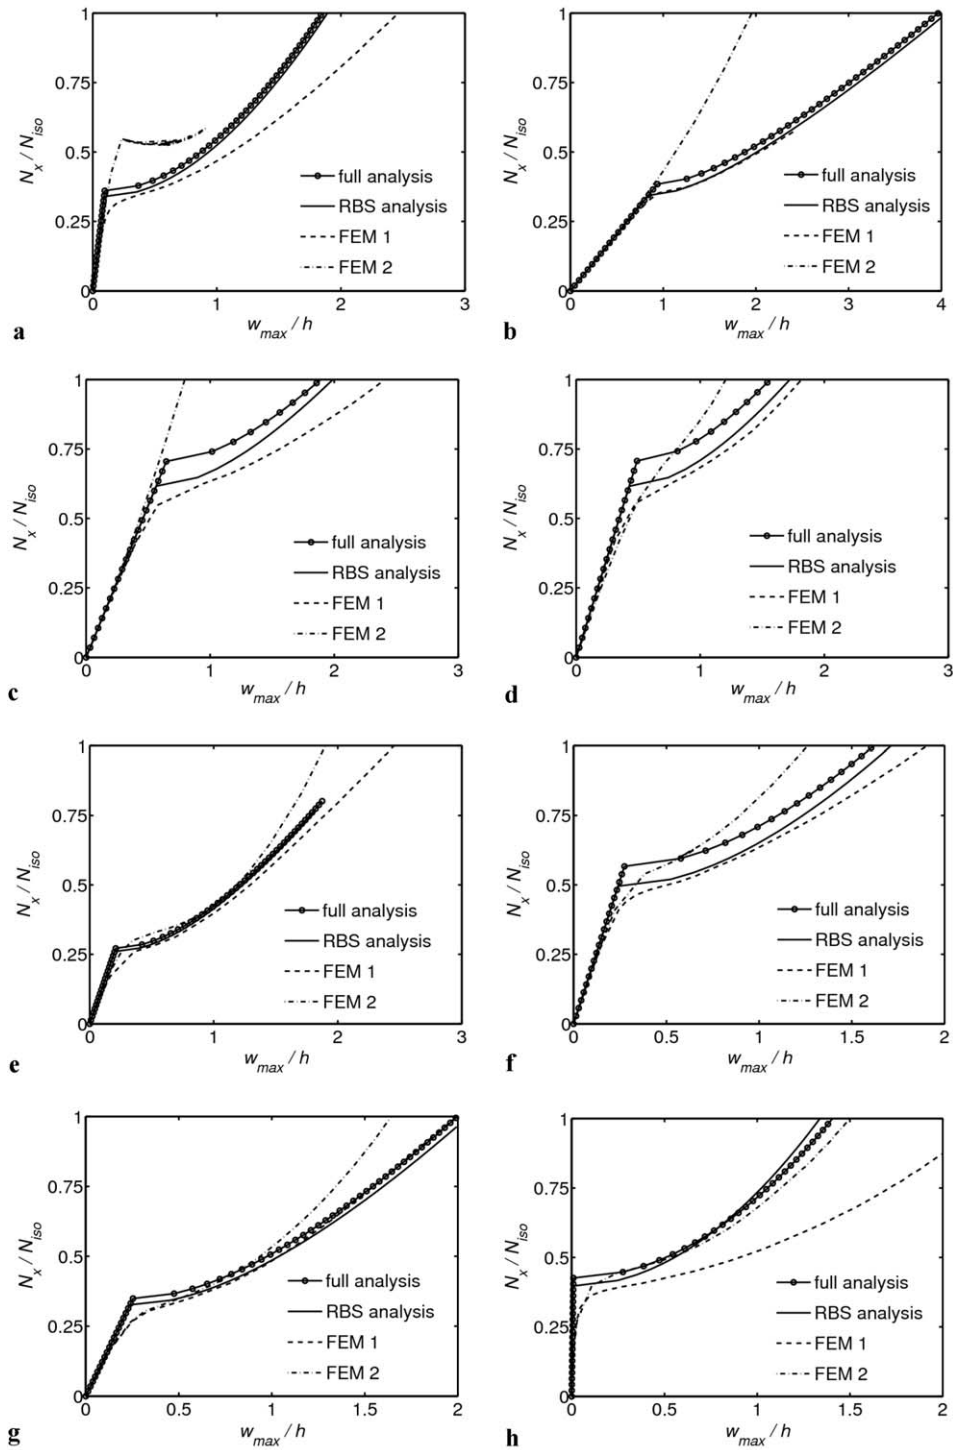 1
0.75
0.5
0.25
0
N_x / N_iso
full analysis
RBS analysis
FEM 1
FEM 2
0 1 2 3
w_max / h
a
1
0.75
0.5
0.25
0
N_x / N_iso
full analysis
RBS analysis
FEM 1
FEM 2
0 1 2 3 4
w_max / h
b
1
0.75
0.5
0.25
0
N_x / N_iso
full analysis
RBS analysis
FEM 1
FEM 2
0 1 2 3
w_max / h
c
1
0.75
0.5
0.25
0
N_x / N_iso
full analysis
RBS analysis
FEM 1
FEM 2
0 1 2 3
w_max / h
d
1
0.75
0.5
0.25
0
N_x / N_iso
full analysis
RBS analysis
FEM 1
FEM 2
0 1 2 3
w_max / h
e
1
0.75
0.5
0.25
0
N_x / N_iso
full analysis
RBS analysis
FEM 1
FEM 2
0 0.5 1 1.5 2
w_max / h
f
1
0.75
0.5
0.25
0
N_x / N_iso
full analysis
RBS analysis
FEM 1
FEM 2
0 0.5 1 1.5 2
w_max / h
g
1
0.75
0.5
0.25
0
N_x / N_iso
full analysis
RBS analysis
FEM 1
FEM 2
0 0.5 1 1.5 2
w_max / h
h